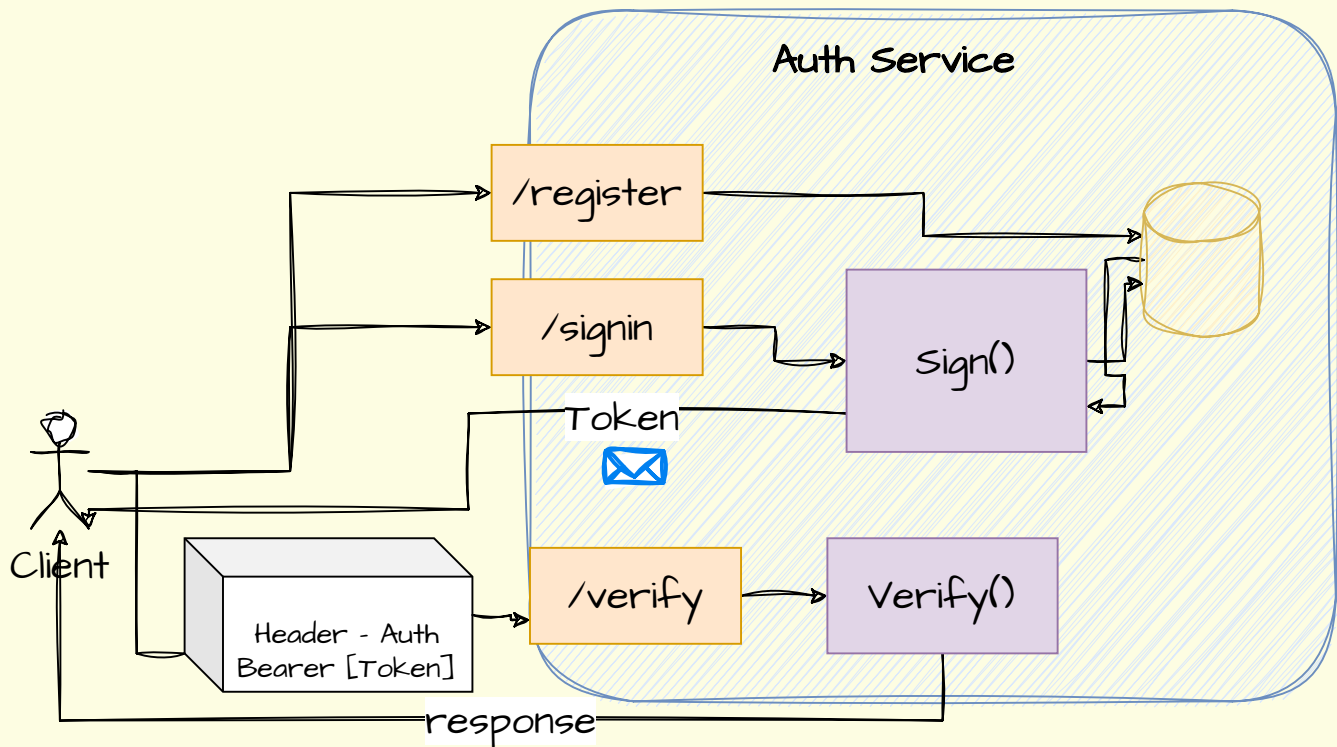 Auth Service
/register
/signin
Sign()
Token
Client
/verify
Verify()
Header - Auth
Bearer [Token]
response